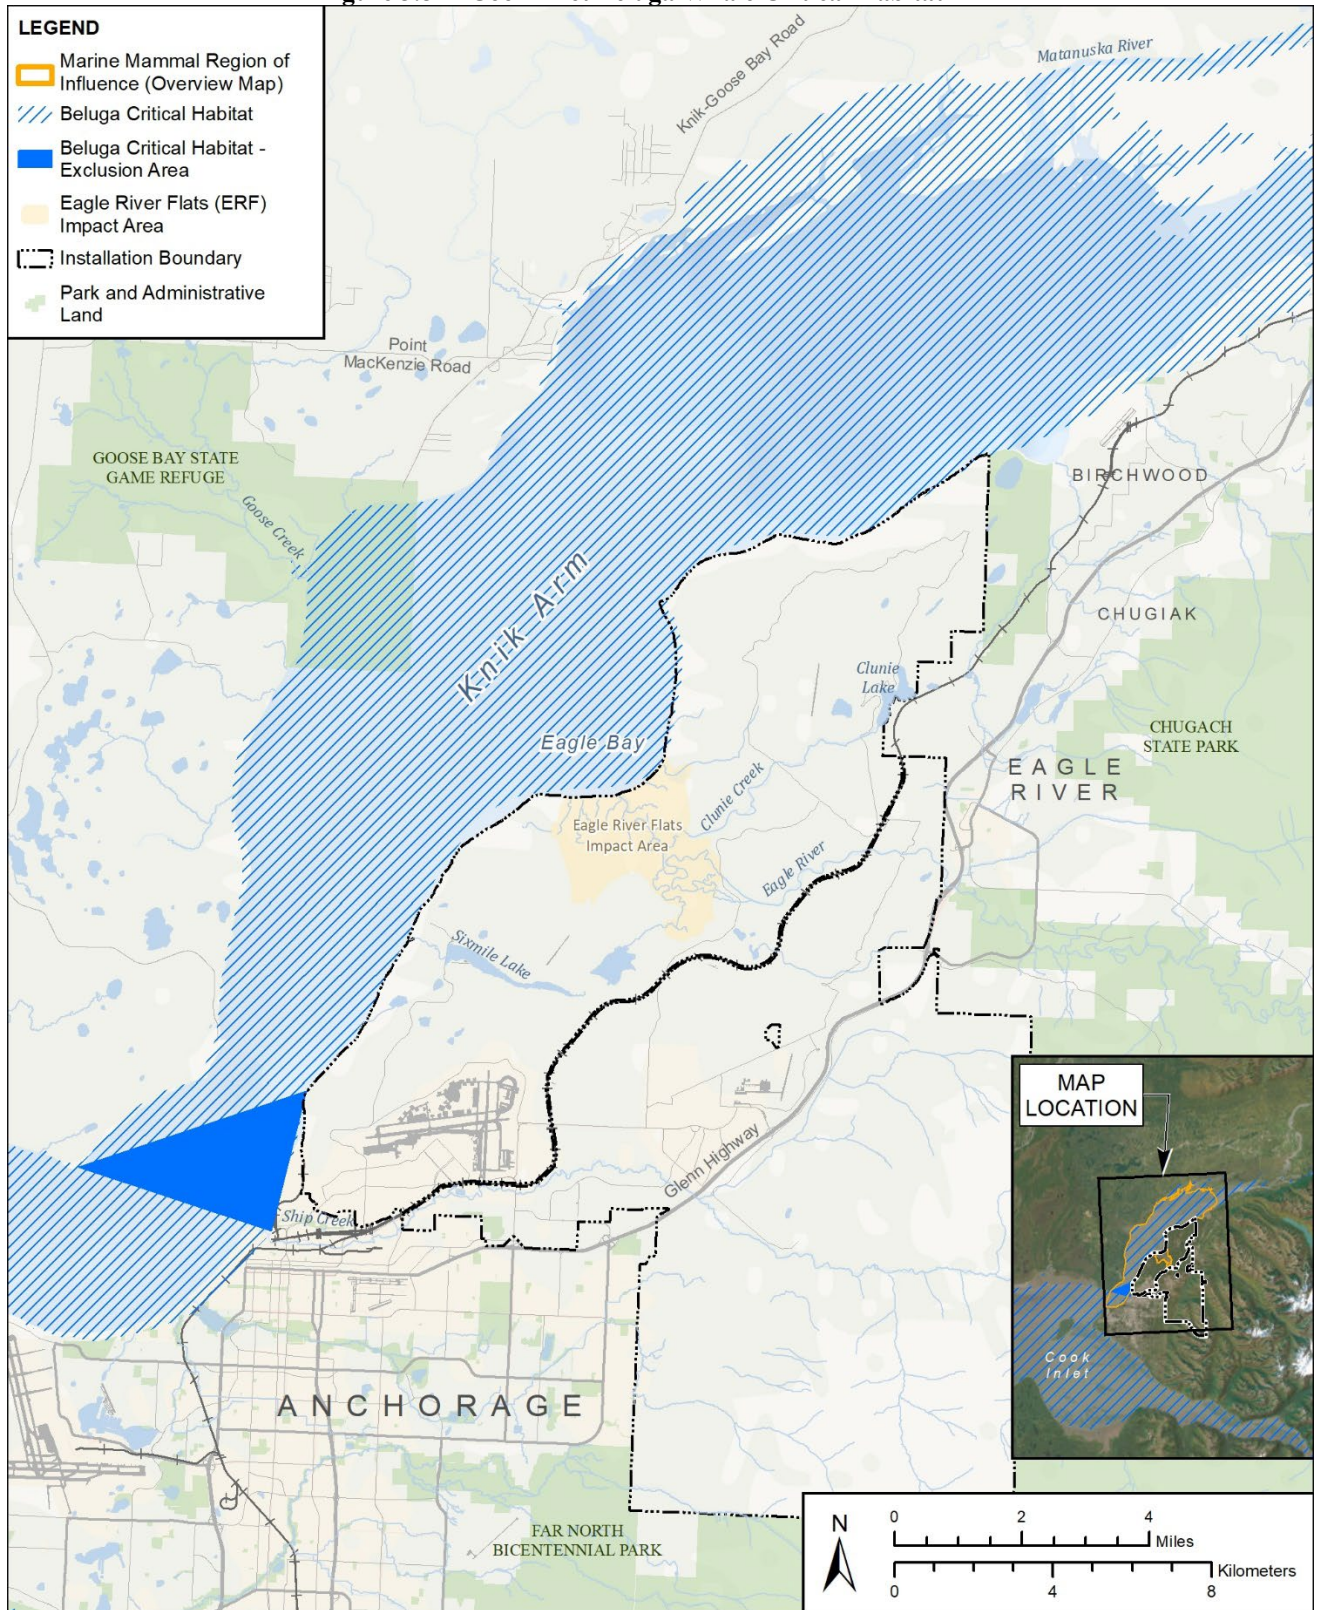 LEGEND
Marine Mammal Region of
Influence (Overview Map)
Beluga Critical Habitat
Beluga Critical Habitat -
Exclusion Area
Eagle River Flats (ERF)
Impact Area
Installation Boundary
Park and Administrative
Land
Matanuska River
Knik-Goose Bay Road
Point
MacKenzie Road
GOOSE BAY STATE
GAME REFUGE
Goose Creek
BIRCHWOOD
Knik Arm
CHUGIAK
Clunie
Lake
CHUGACH
STATE PARK
Eagle Bay
EAGLE
RIVER
Clunie Creek
Eagle River Flats
Impact Area
Eagle River
Sixmile Lake
MAP
LOCATION
Glenn Highway
Ship Creek
Cook
Inlet
ANCHORAGE
FAR NORTH
BICENTENNIAL PARK
N
0 2 4
Miles
Kilometers
0 4 8